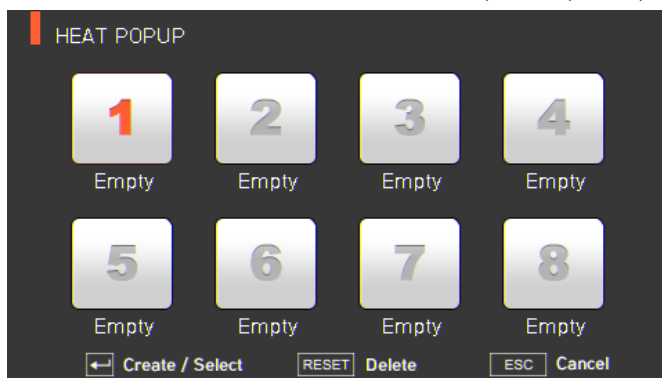 HEAT POPUP
1 2 3 4
Empty Empty Empty Empty
5 6 7 8
Empty Empty Empty Empty
Create / Select RESET Delete ESC Cancel